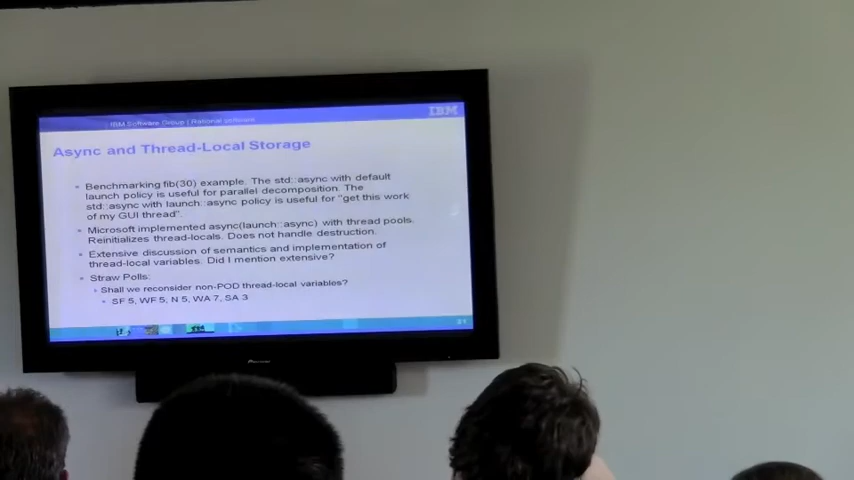 IBM Software Group | Rational software
IBM
Async and Thread-Local Storage
Benchmarking fib(30) example. The std::async with default
launch policy is useful for parallel decomposition. The
std::async with launch::async policy is useful for "get this work
of my GUI thread".
Microsoft implemented async(launch::async) with thread pools.
Reinitializes thread-locals. Does not handle destruction.
Extensive discussion of semantics and implementation of
thread-local variables. Did I mention extensive?
Straw Polls:
Shall we reconsider non-POD thread-local variables?
SF 5, WF 5, N 5, WA 7, SA 3
21
Pioneer